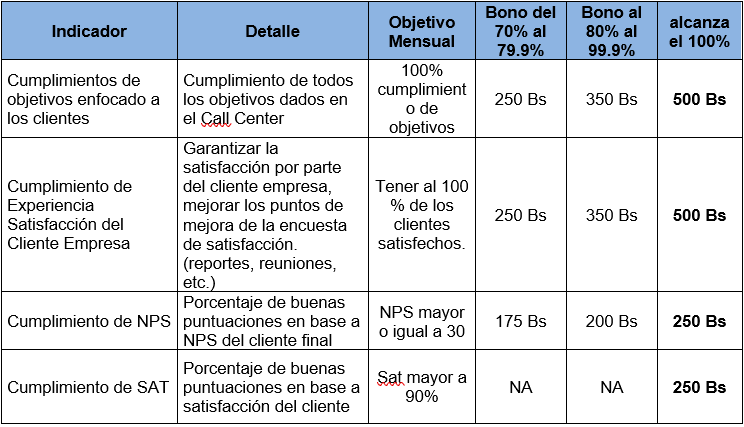 Indicador
Detalle
Objetivo
Mensual
Bono del
70% al
79.9%
Bono al
80% al
99.9%
alcanza
el 100%
Cumplimientos de
objetivos enfocado a
los clientes
Cumplimiento de todos
los objetivos dados en
el Call Center
100%
cumplimient
o de
objetivos
250 Bs
350 Bs
500 Bs
Cumplimiento de
Experiencia
Satisfacción del
Cliente Empresa
Garantizar la
satisfacción por parte
del cliente empresa,
mejorar los puntos de
mejora de la encuesta
de satisfacción.
(reportes, reuniones,
etc.)
Tener al 100
% de los
clientes
satisfechos.
250 Bs
350 Bs
500 Bs
Cumplimiento de NPS
Porcentaje de buenas
puntuaciones en base a
NPS del cliente final
NPS mayor
o igual a 30
175 Bs
200 Bs
250 Bs
Cumplimiento de SAT
Porcentaje de buenas
puntuaciones en base a
satisfacción del cliente
Sat mayor a
90%
NA
NA
250 Bs